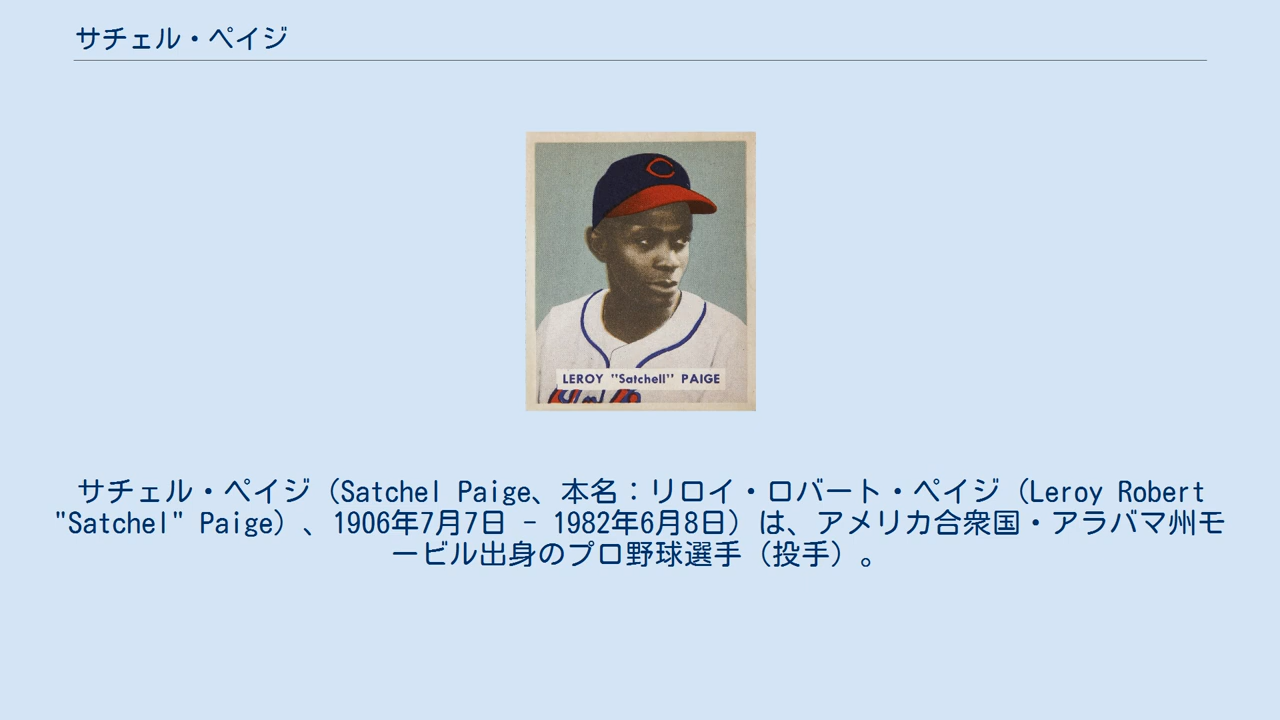 サチェル・ペイジ
LEROY "Satchell" PAIGE
サチェル・ペイジ（Satchel Paige、本名：リロイ・ロバート・ペイジ（Leroy Robert
"Satchel" Paige）、1906年7月7日 - 1982年6月8日）は、アメリカ合衆国・アラバマ州モ
ービル出身のプロ野球選手（投手）。